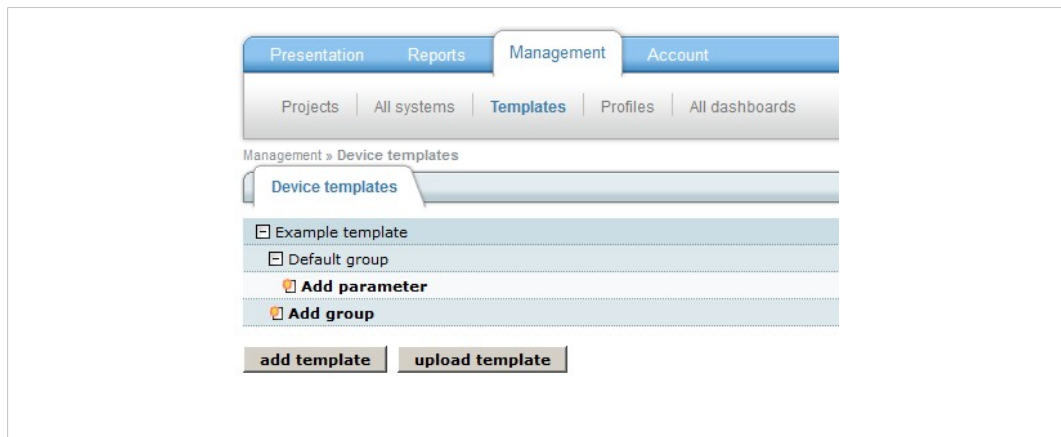 Presentation Reports Management Account
Projects All systems Templates Profiles All dashboards
Management » Device templates
Device templates
Example template
Default group
Add parameter
Add group
add template upload template